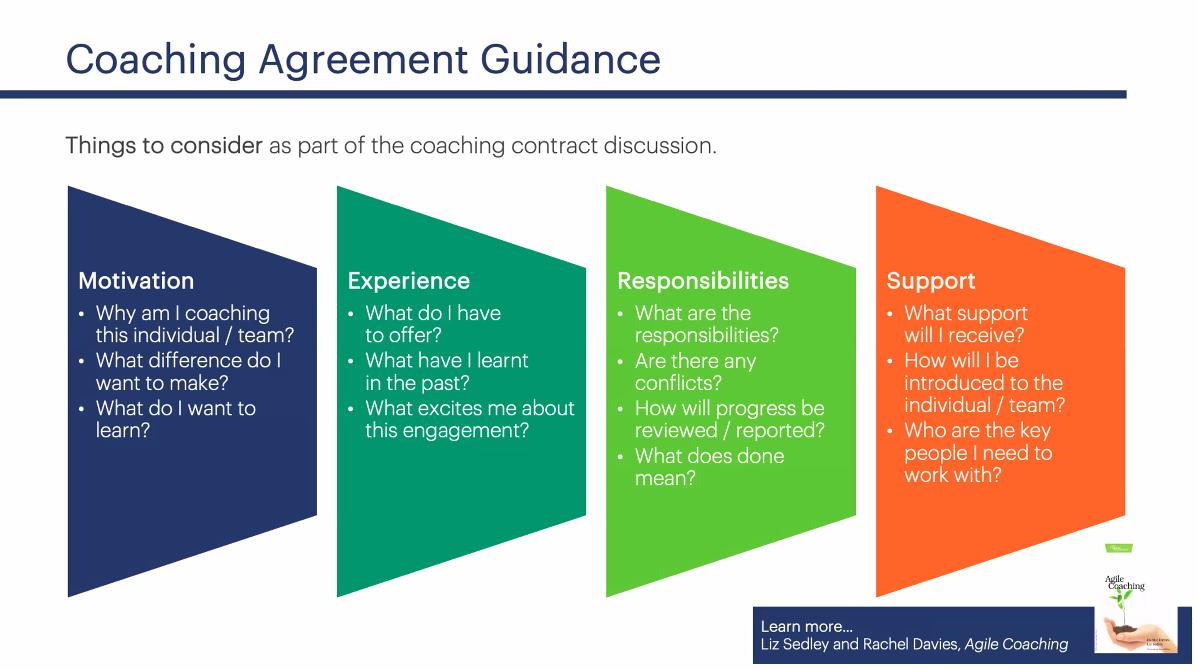 Coaching Agreement Guidance
Things to consider as part of the coaching contract discussion.
Motivation
• Why am I coaching
this individual / team?
• What difference do I
want to make?
• What do I want to
learn?
Experience
• What do I have
to offer?
• What have I learnt
in the past?
• What excites me about
this engagement?
Responsibilities
• What are the
responsibilities?
• Are there any
conflicts?
• How will progress be
reviewed / reported?
• What does done
mean?
Support
• What support
will I receive?
• How will I be
introduced to the
individual / team?
• Who are the key
people I need to
work with?
Learn more...
Liz Sedley and Rachel Davies, Agile Coaching
Agile
Coaching